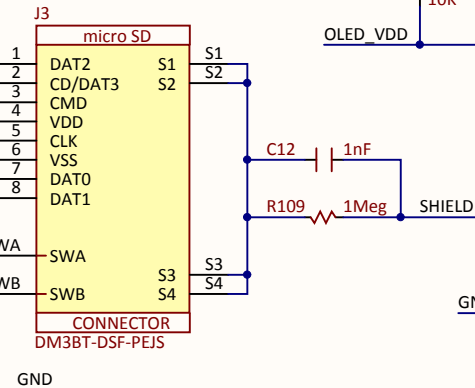 J3
10K
micro SD
OLED_VDD
1 DAT2 S1 S1
2 CD/DAT3 S2 S2
3 CMD
4 VDD
5 CLK
6 VSS
7 DAT0
8 DAT1
C12 1nF
R109 1Meg SHIELD
WA SWA
S3 S3
WB SWB S4 S4
GN
CONNECTOR
DM3BT-DSF-PEJS
GND